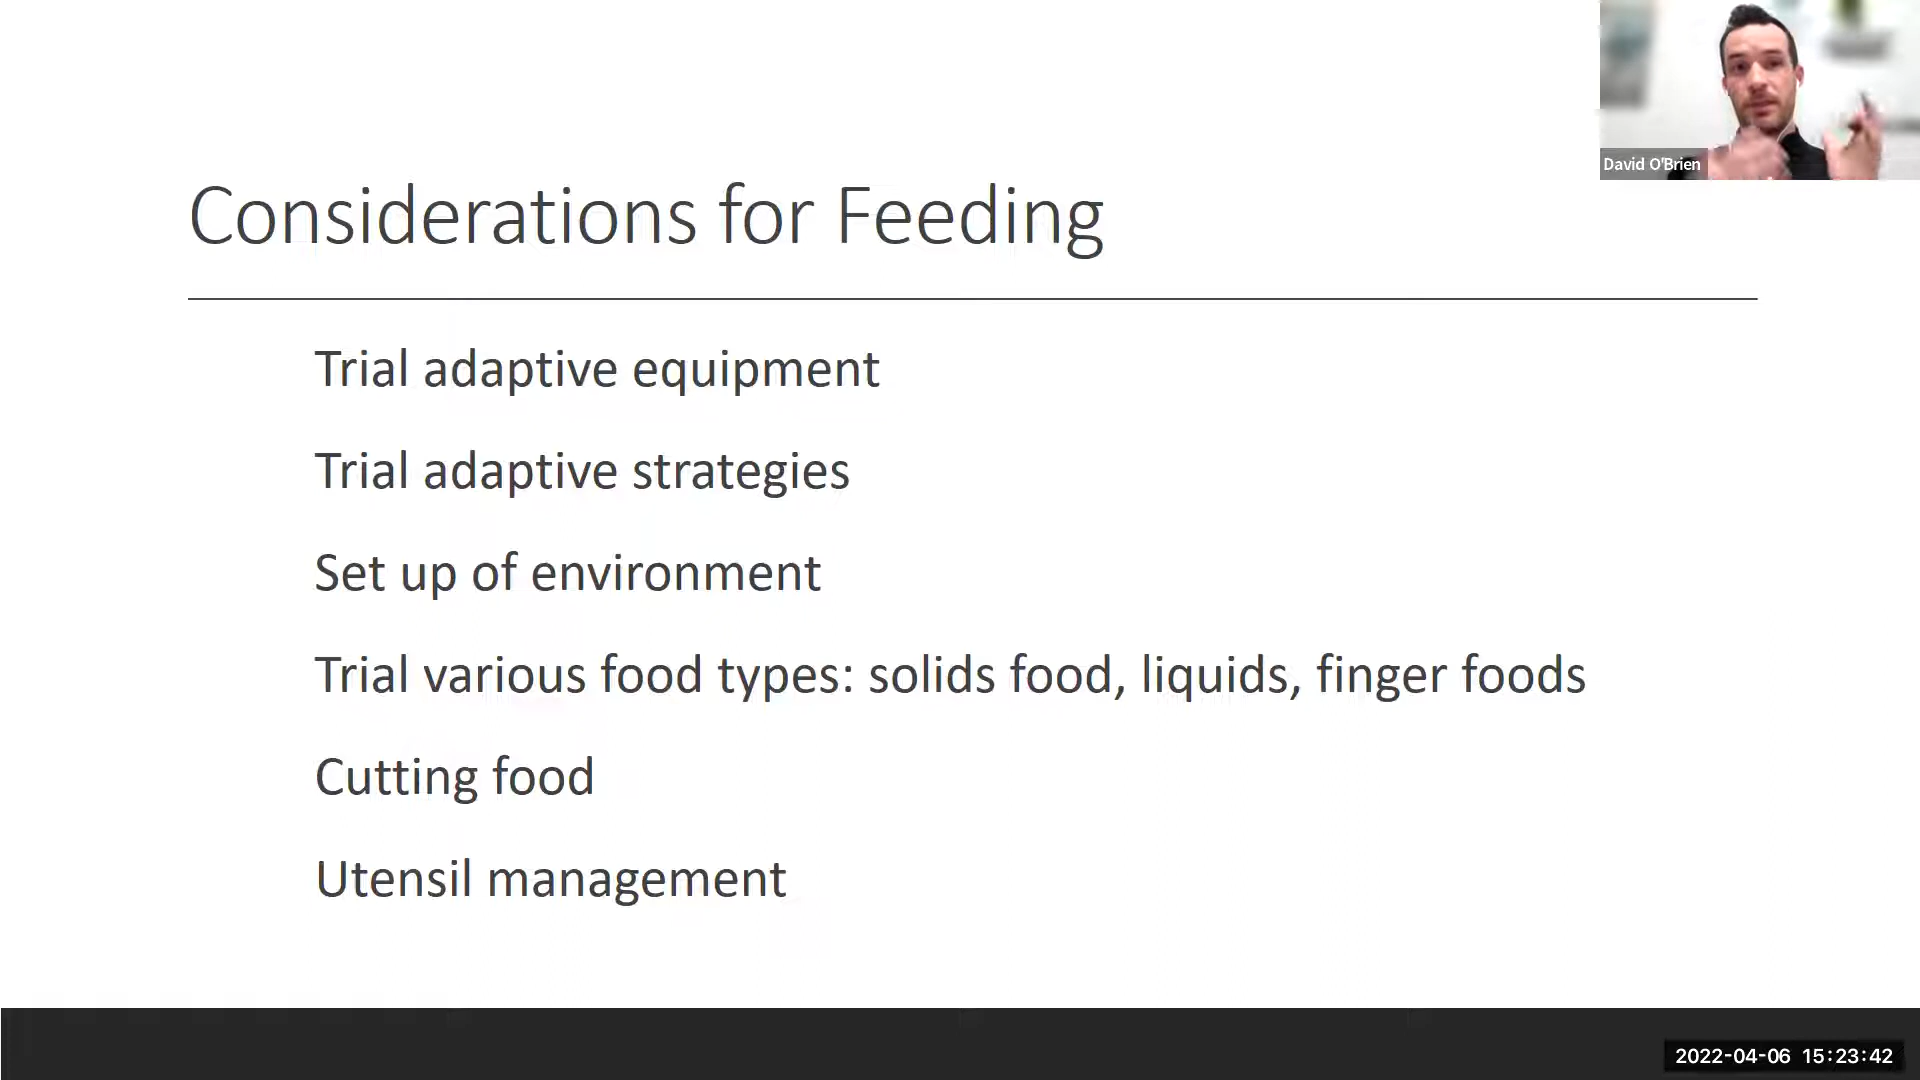 David O'Brien
Considerations for Feeding
Trial adaptive equipment
Trial adaptive strategies
Set up of environment
Trial various food types: solids food, liquids, finger foods
Cutting food
Utensil management
2022-04-06 15:23:42